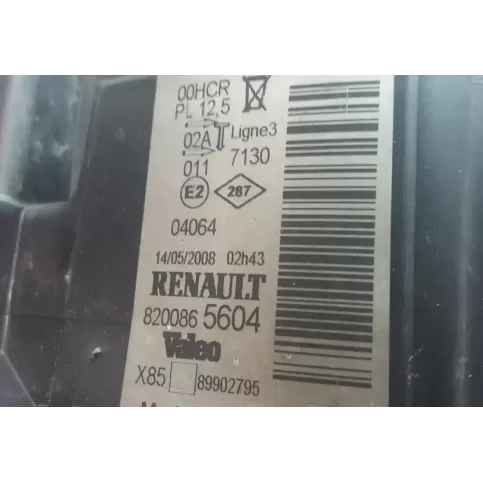 00HCR
PL 12,5
02A Ligne3
011 7130
E2 287
04064
14/05/2008 02h43
RENAULT
820086 5604
Valeo
X85 89902795